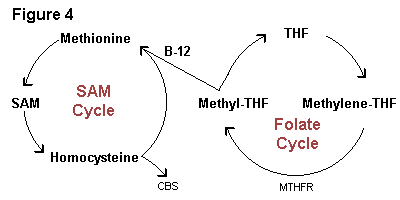 Figure 4
Methionine
B-12
THF
SAM
SAM
Cycle
Methyl-THF
Methylene-THF
Folate
Cycle
Homocysteine
CBS
MTHFR